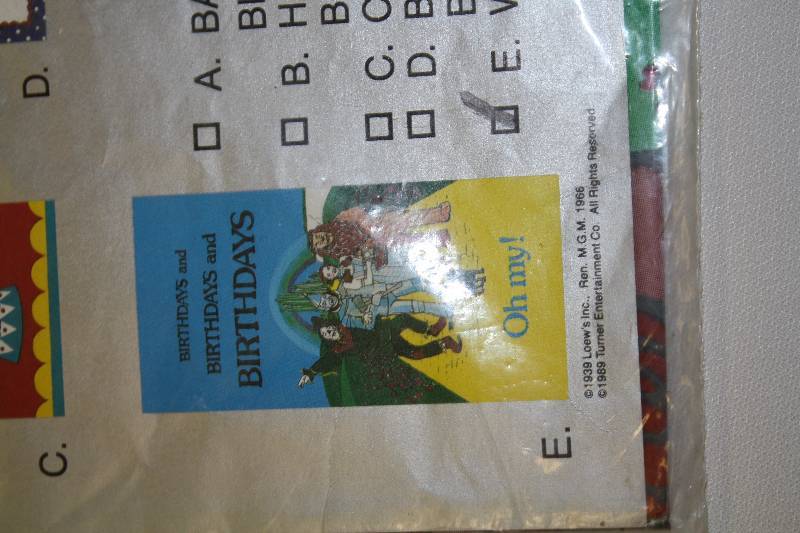 D.
C.
BIRTHDAYS and
BIRTHDAYS and
BIRTHDAYS
Oh my!
E.
© 1939 Loew's Inc., Ren. M.G.M. 1966
© 1989 Turner Entertainment Co. All Rights Reserved
A. BA
B. H
C. C
D. B
E. W